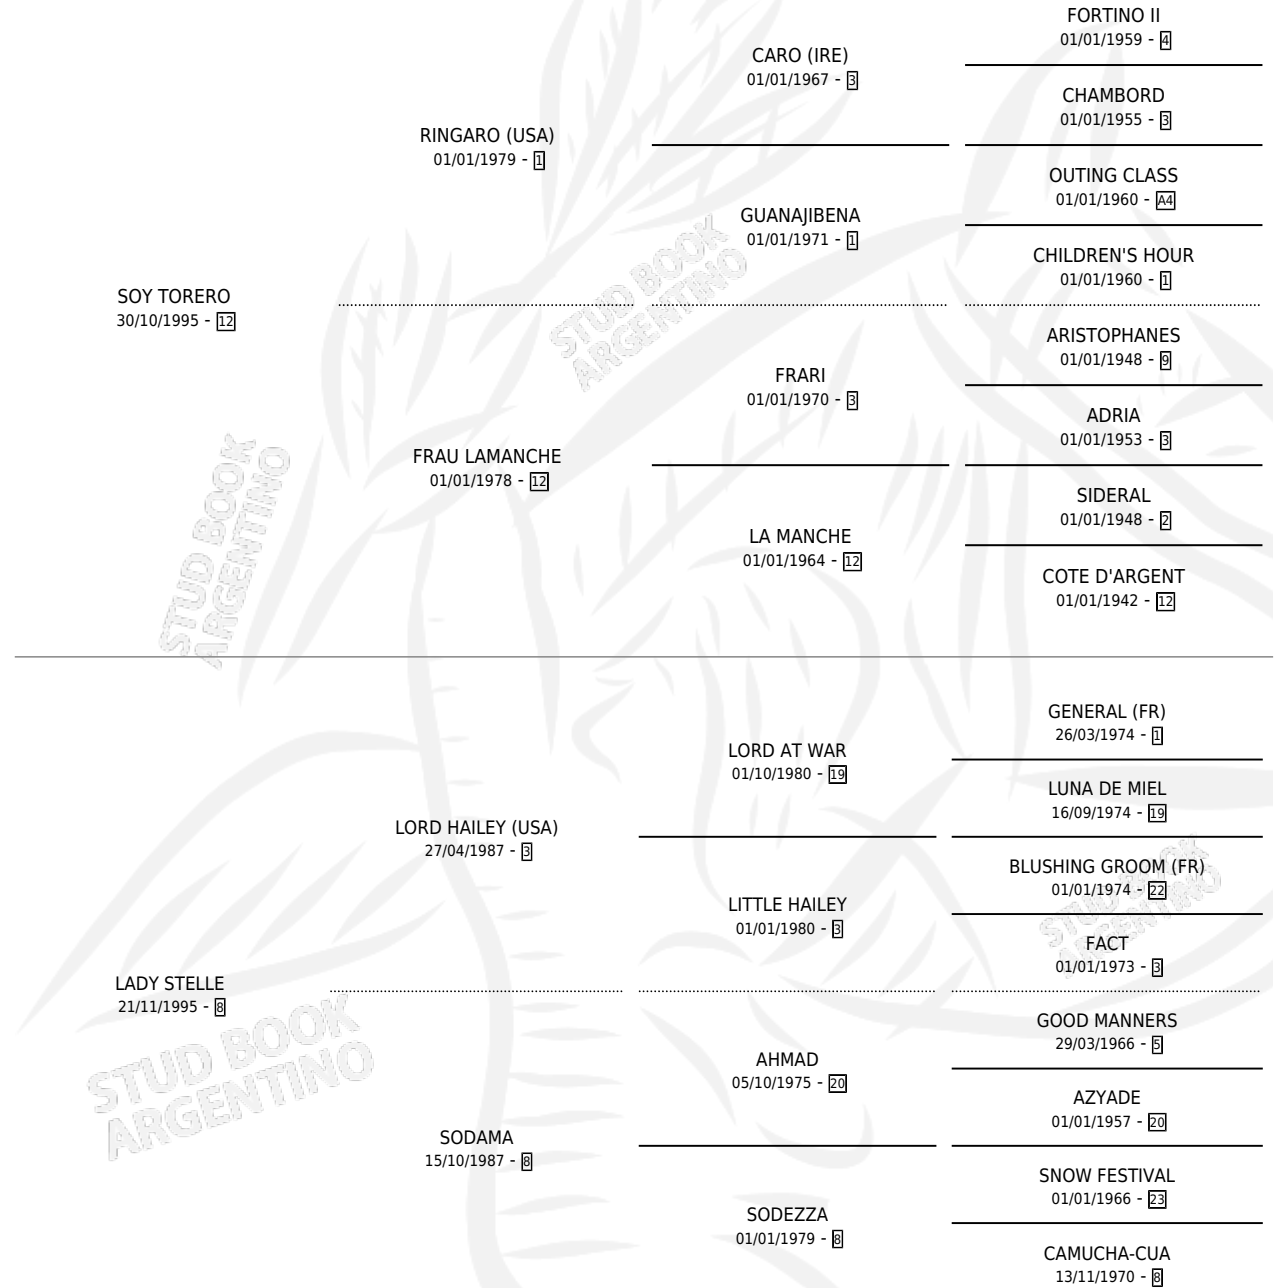 FORTINO II
01/01/1959 - 4
CARO (IRE)
01/01/1967 - 3
CHAMBORD
01/01/1955 - 3
RINGARO (USA)
01/01/1979 - 1
OUTING CLASS
01/01/1960 - A4
GUANAJIBENA
01/01/1971 - 1
CHILDREN'S HOUR
01/01/1960 - 1
SOY TORERO
30/10/1995 - 12
ARISTOPHANES
01/01/1948 - 9
FRARI
01/01/1970 - 3
ADRIA
01/01/1953 - 3
FRAU LAMANCHE
01/01/1978 - 12
SIDERAL
01/01/1948 - 2
LA MANCHE
01/01/1964 - 12
COTE D'ARGENT
01/01/1942 - 12
GENERAL (FR)
26/03/1974 - 1
LORD AT WAR
01/10/1980 - 19
LUNA DE MIEL
16/09/1974 - 19
LORD HAILEY (USA)
27/04/1987 - 3
BLUSHING GROOM (FR)
01/01/1974 - 22
LITTLE HAILEY
01/01/1980 - 3
FACT
01/01/1973 - 3
LADY STELLE
21/11/1995 - 8
GOOD MANNERS
29/03/1966 - 5
AHMAD
05/10/1975 - 20
AZYADE
01/01/1957 - 20
SODAMA
15/10/1987 - 8
SNOW FESTIVAL
01/01/1966 - 23
SODEZZA
01/01/1979 - 8
CAMUCHA-CUA
13/11/1970 - 8
STUD BOOK
ARGENTINO
STUD BOOK
ARGENTINO
STUD BOOK
ARGENTINO
STUD BOOK
ARGENTINO